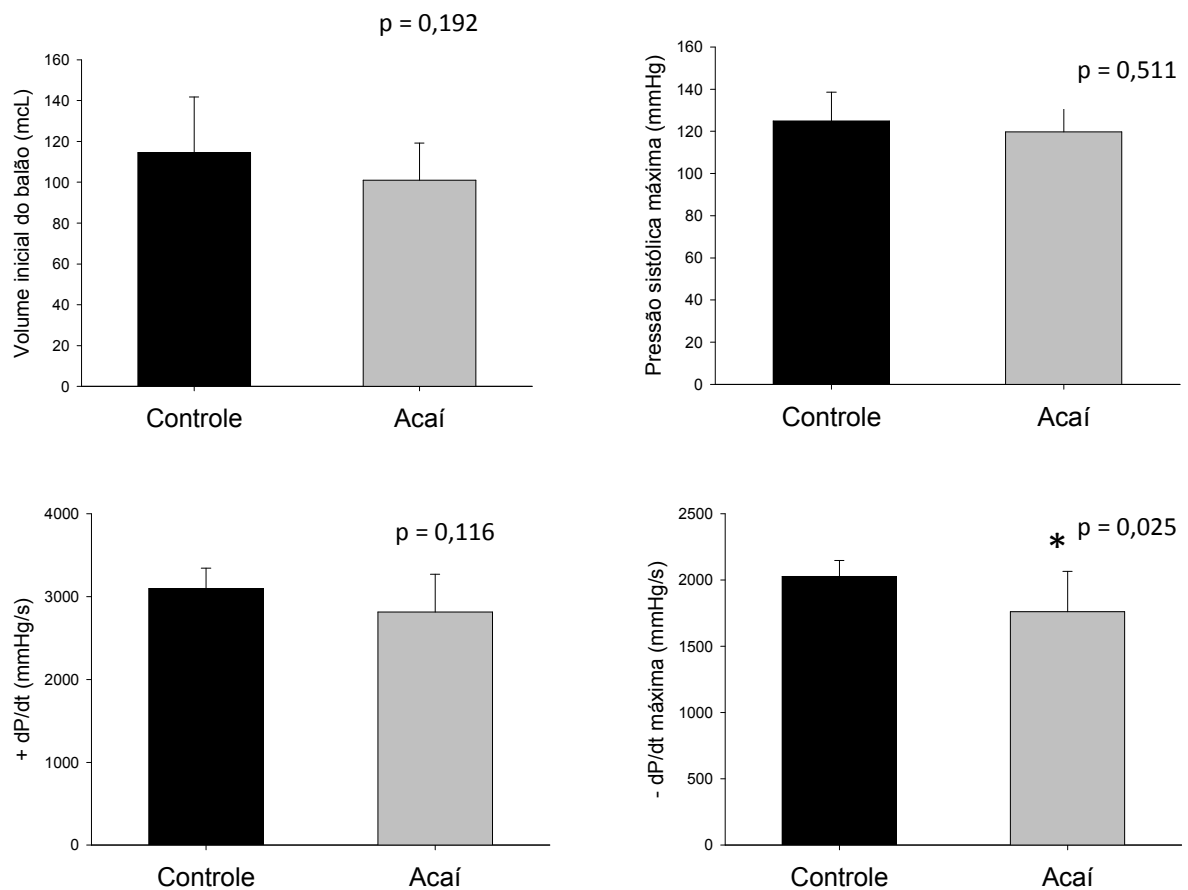 p = 0,192
Volume inicial do balão (mcL)
160
140
120
100
80
60
40
20
0
Controle Acaí
p = 0,511
Pressão sistólica máxima (mmHg)
160
140
120
100
80
60
40
20
0
Controle Acaí
p = 0,116
+ dP/dt (mmHg/s)
4000
3000
2000
1000
0
Controle Acaí
* p = 0,025
- dP/dt máxima (mmHg/s)
2500
2000
1500
1000
500
0
Controle Acaí